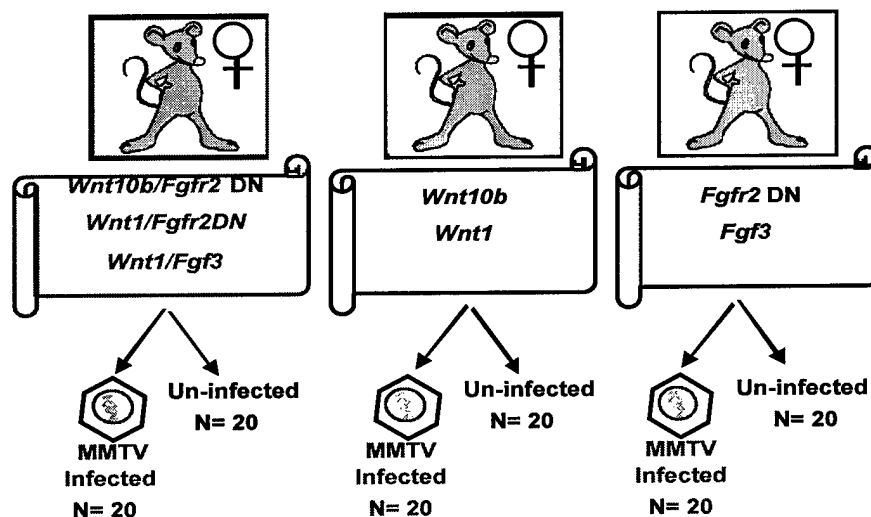 Wnt10b/Fgfr2 DN
Wnt1/Fgfr2DN
Wnt1/Fgf3
Wnt10b
Wnt1
Fgfr2 DN
Fgf3
Un-infected
N= 20
MMTV
Infected
N= 20
Un-infected
N= 20
MMTV
Infected
N= 20
Un-infected
N= 20
MMTV
Infected
N= 20